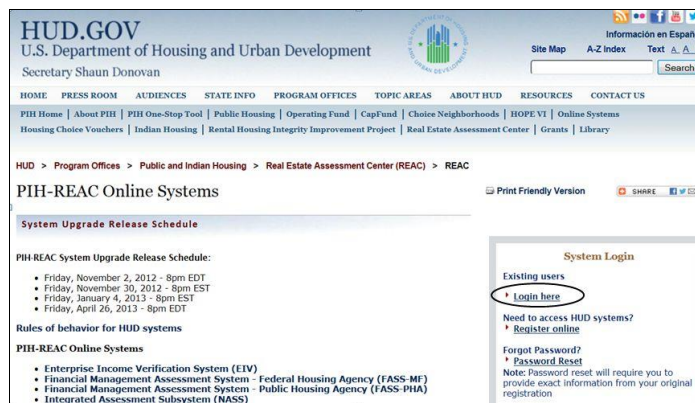 HUD.GOV
U.S. Department of Housing and Urban Development
Secretary Shaun Donovan
Información en Españ
Site Map A-Z Index Text A A
Search
HOME PRESS ROOM AUDIENCES STATE INFO PROGRAM OFFICES TOPIC AREAS ABOUT HUD RESOURCES CONTACT US
PIH Home | About PIH | PIH One-Stop Tool | Public Housing | Operating Fund | CapFund | Choice Neighborhoods | HOPE VI | Online Systems
Housing Choice Vouchers | Indian Housing | Rental Housing Integrity Improvement Project | Real Estate Assessment Center | Grants | Library
HUD > Program Offices > Public and Indian Housing > Real Estate Assessment Center (REAC) > REAC
PIH-REAC Online Systems
Print Friendly Version SHARE
System Upgrade Release Schedule
PIH-REAC System Upgrade Release Schedule:
• Friday, November 2, 2012 - 8pm EDT
• Friday, November 30, 2012 - 8pm EST
• Friday, January 4, 2013 - 8pm EST
• Friday, April 26, 2013 - 8pm EDT
Rules of behavior for HUD systems
PIH-REAC Online Systems
• Enterprise Income Verification System (EIV)
• Financial Management Assessment System - Federal Housing Agency (FASS-MF)
• Financial Management Assessment System - Public Housing Agency (FASS-PHA)
• Integrated Assessment Subsystem (NASS)
System Login
Existing users
Login here
Need to access HUD systems?
Register online
Forgot Password?
Password Reset
Note: Password reset will require you to
provide exact information from your original
registration